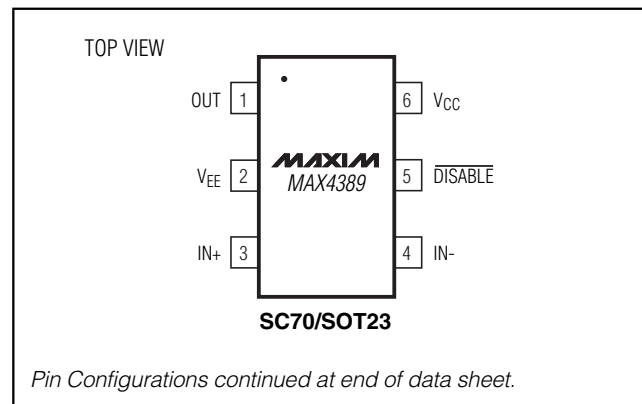 TOP VIEW
OUT 1 6 VCC
MAXIM
VEE 2 MAX4389 5 DISABLE
IN+ 3 4 IN-
SC70/SOT23
Pin Configurations continued at end of data sheet.